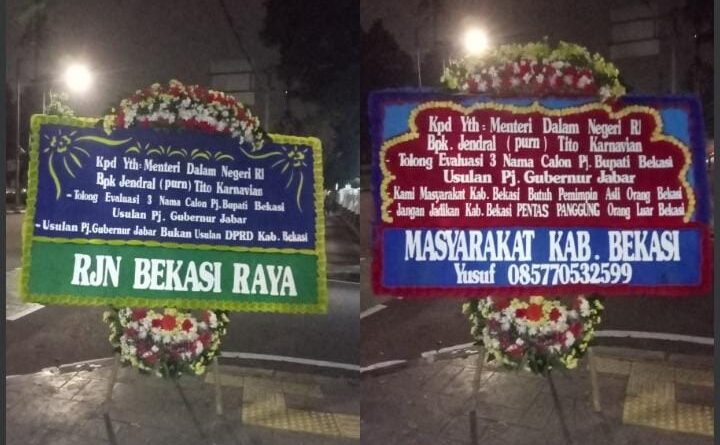 Kpd Yth: Menteri Dalam Negeri RI
Bpk Jendral (purn) Tito Karnavian
- Tolong Evaluasi 3 Nama Calon Pj. Bupati Bekasi
Usulan Pj. Gubernur Jabar
- Usulan Pj. Gubernur Jabar Bukan Usulan DPRD Kab. Bekasi
RJN BEKASI RAYA
Kpd Yth: Menteri Dalam Negeri RI
Bpk. Jendral (purn) Tito Karnavian
- Tolong Evaluasi 3 Nama Calon Pj. Bupati Bekasi
Usulan Pj. Gubernur Jabar
Kami Masyarakat Kab. Bekasi Butuh Pemimpin Asli Orang Bekasi
- Jangan Jadikan Kab. Bekasi PENTAS PANGGUNG Orang Luar Bekasi
MASYARAKAT KAB. BEKASI
Yusuf 085770532599